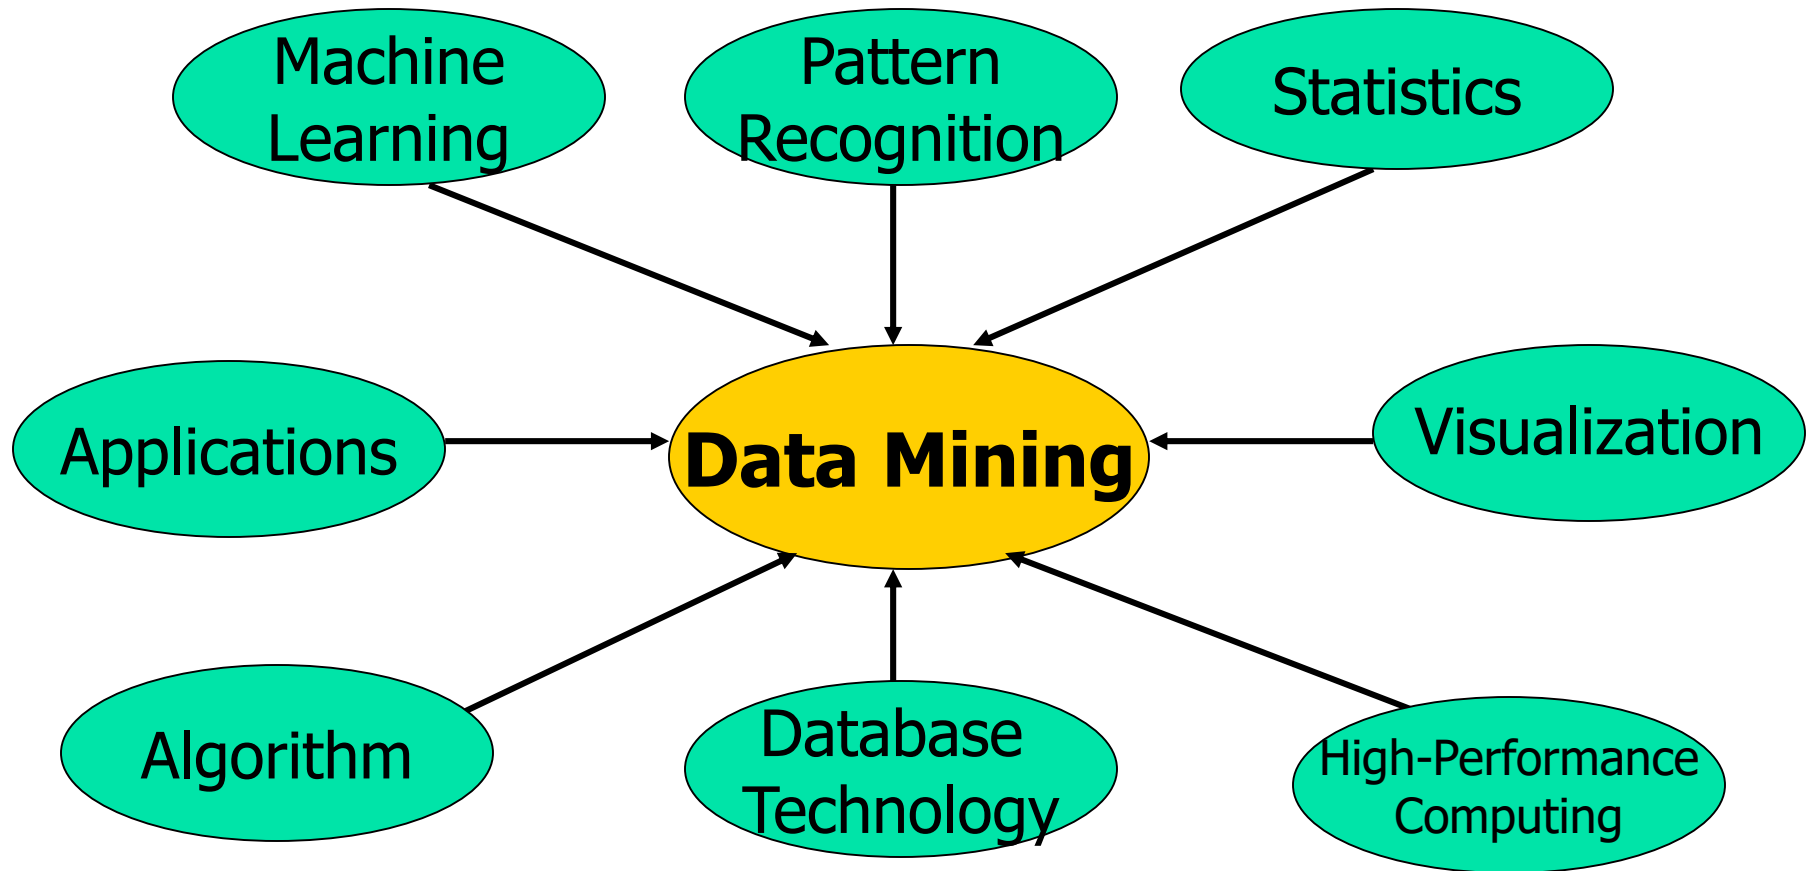 Machine
Learning
Pattern
Recognition
Statistics
Applications
Data Mining
Visualization
Algorithm
Database
Technology
High-Performance
Computing